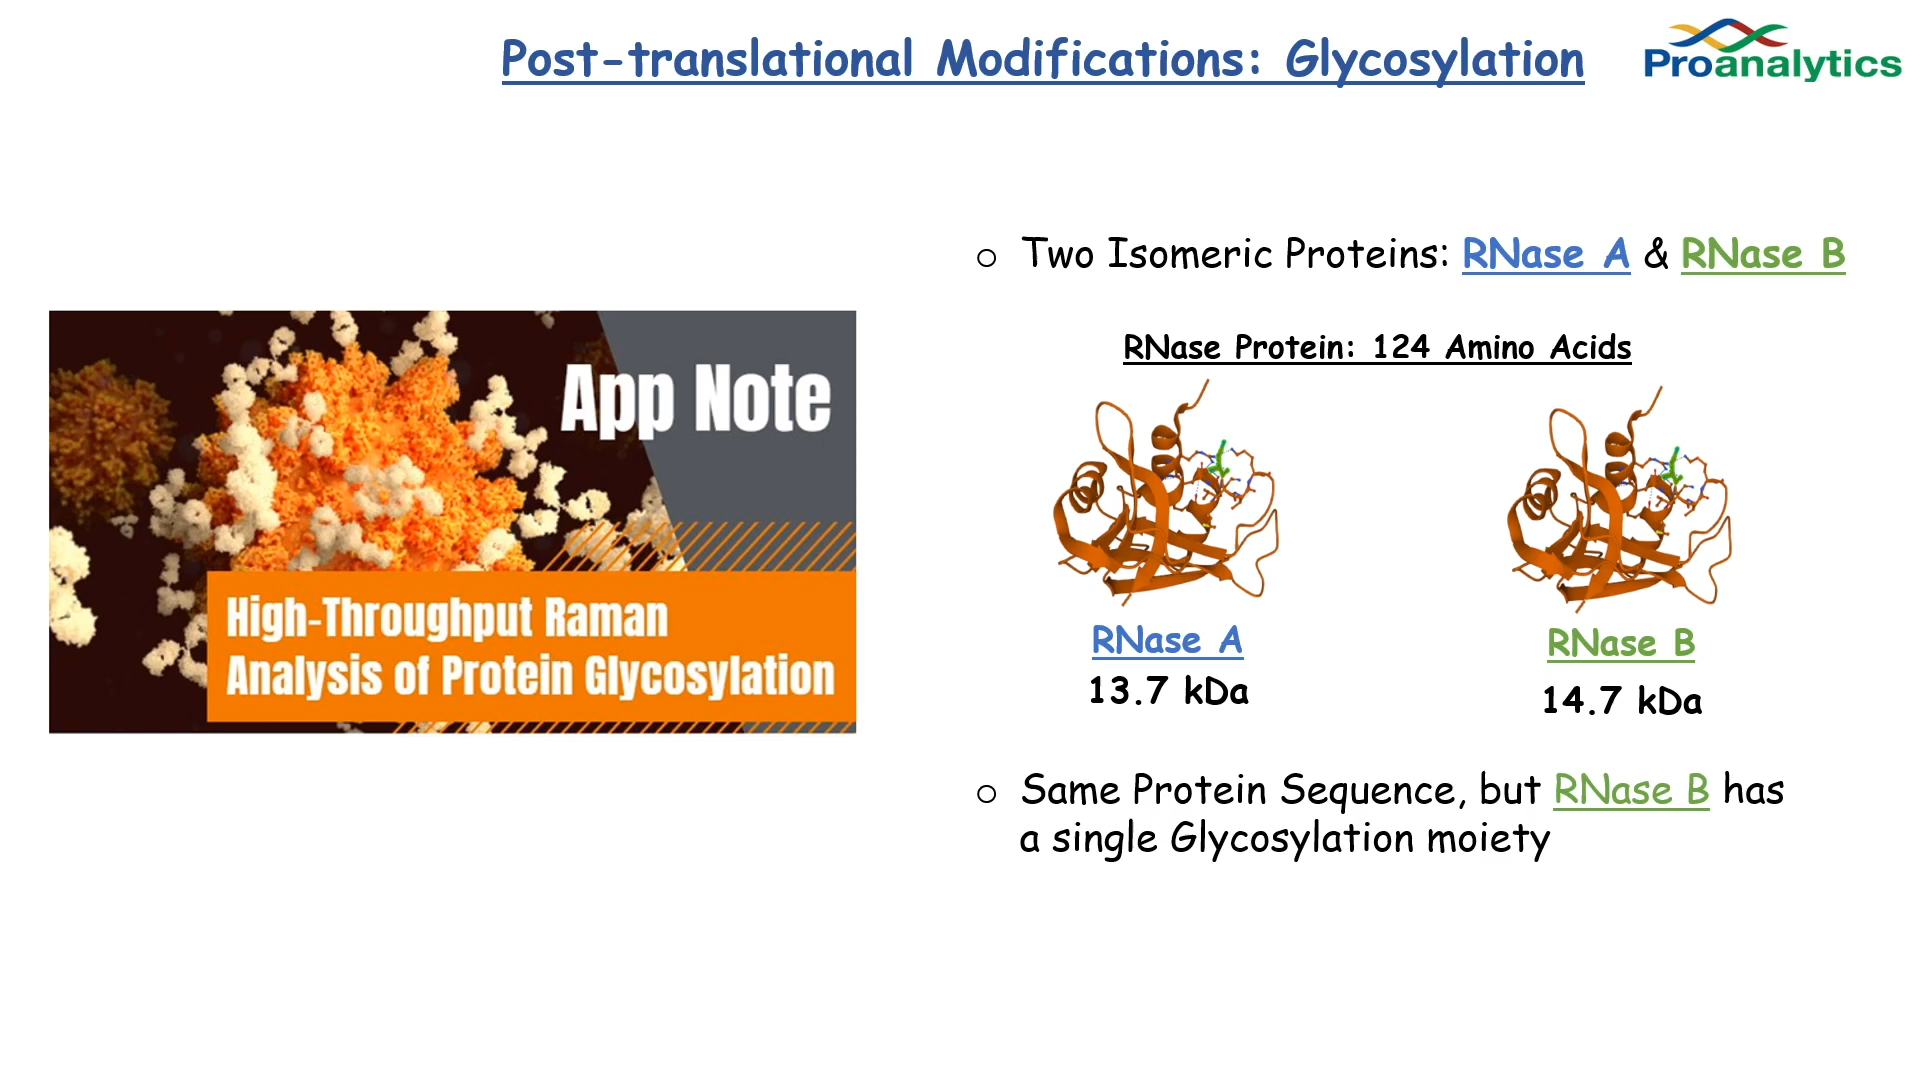 Post-translational Modifications: Glycosylation
Proanalytics
App Note
High-Throughput Raman
Analysis of Protein Glycosylation
o Two Isomeric Proteins: RNase A & RNase B
RNase Protein: 124 Amino Acids
RNase A
13.7 kDa
RNase B
14.7 kDa
o Same Protein Sequence, but RNase B has
a single Glycosylation moiety